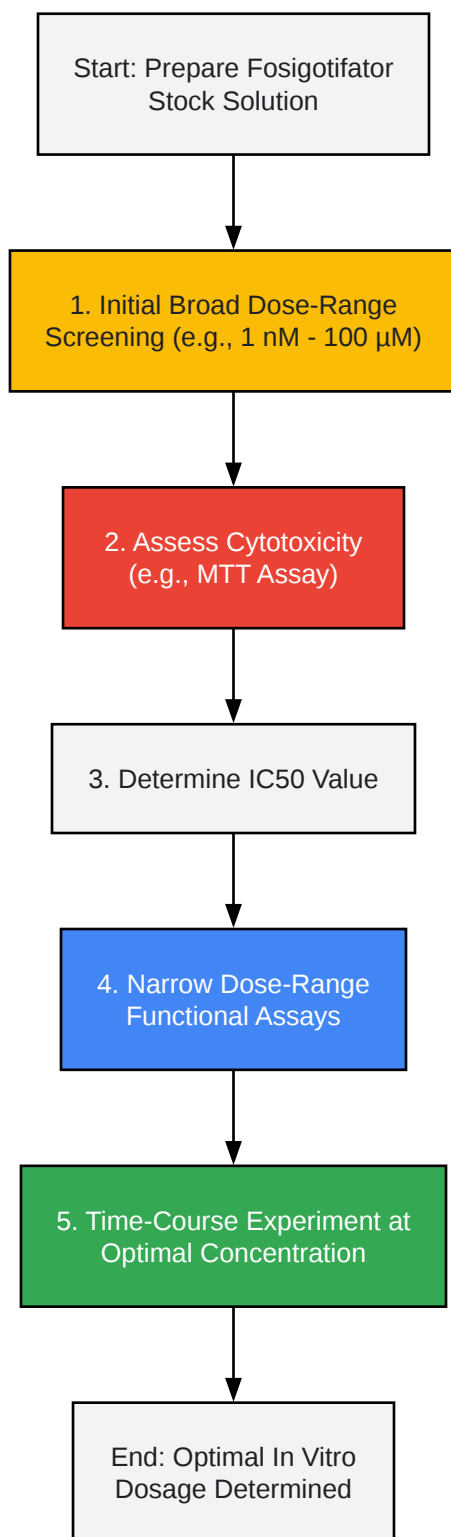 Start: Prepare Fosigotifator
Stock Solution
1. Initial Broad Dose-Range
Screening (e.g., 1 nM - 100 µM)
2. Assess Cytotoxicity
(e.g., MTT Assay)
3. Determine IC50 Value
4. Narrow Dose-Range
Functional Assays
5. Time-Course Experiment at
Optimal Concentration
End: Optimal In Vitro
Dosage Determined